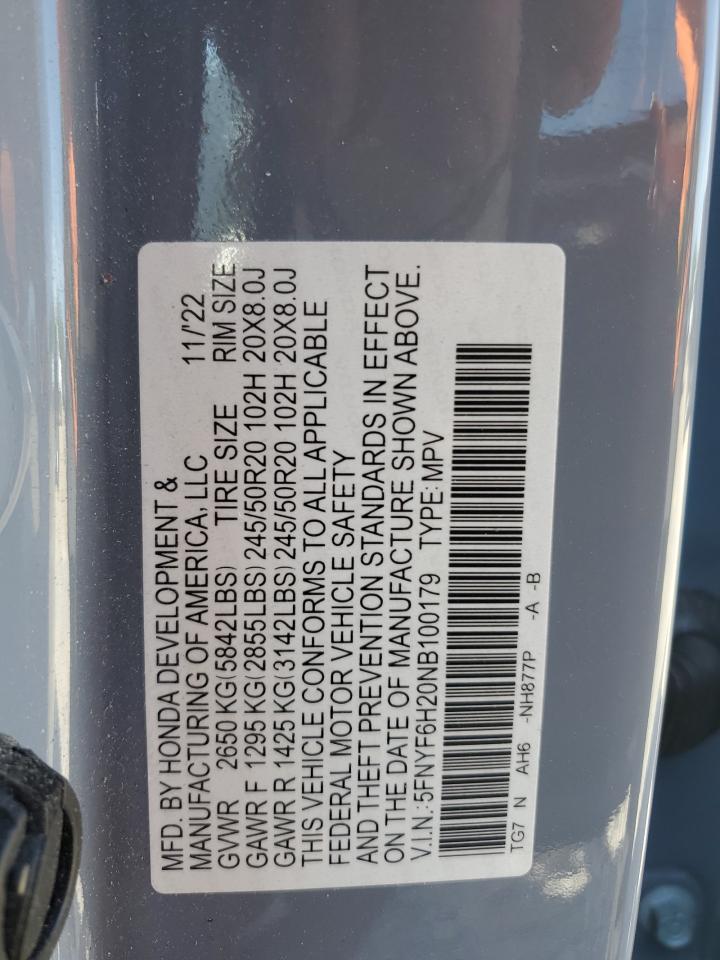 MFD. BY HONDA DEVELOPMENT &
MANUFACTURING OF AMERICA, LLC 11/'22
GVWR 2650 KG(5842LBS) TIRE SIZE RIM SIZE
GAWR F 1295 KG(2855LBS) 245/50R20 102H 20X8.0J
GAWR R 1425 KG(3142LBS) 245/50R20 102H 20X8.0J
THIS VEHICLE CONFORMS TO ALL APPLICABLE
FEDERAL MOTOR VEHICLE SAFETY
AND THEFT PREVENTION STANDARDS IN EFFECT
ON THE DATE OF MANUFACTURE SHOWN ABOVE.
V.I.N.:5FNYF6H20NB100179 TYPE:MPV
TG7 N AH6 -NH877P -A -B